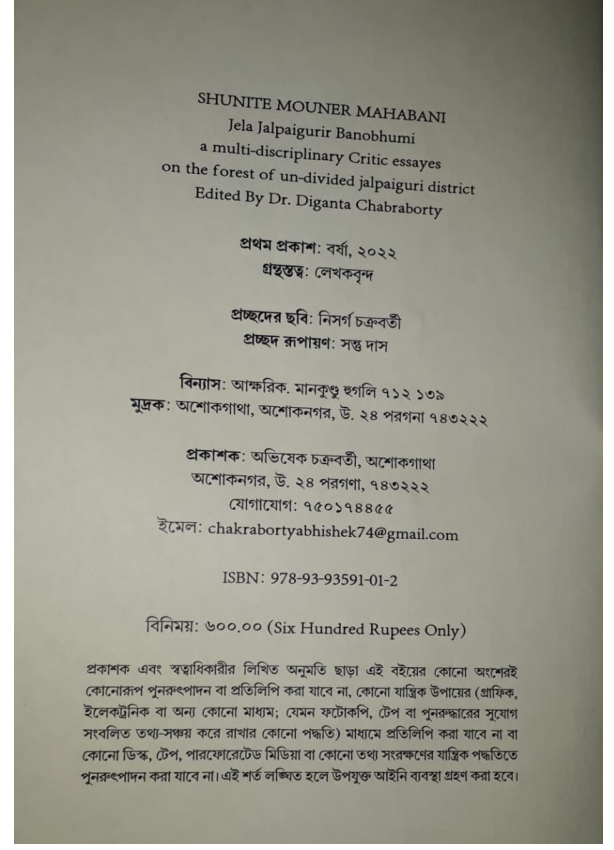 SHUNITE MOUNER MAHABANI
Jela Jalpaigurir Banobhumi
a multi-discriplinary Critic essayes
on the forest of un-divided jalpaiguri district
Edited By Dr. Diganta Chakraborty
প্রথম প্রকাশ: বর্ষা, ২০২২
গ্রন্থস্বত্ব: লেখকবৃন্দ
প্রচ্ছদের ছবি: নিসর্গ চক্রবর্তী
প্রচ্ছদ রূপায়ণ: সন্তু দাস
বিন্যাস: আক্ষরিক. মানকুণ্ডু হুগলি ৭১২ ১৩৯
মুদ্রক: অশোকগাথা, অশোকনগর, উ. ২৪ পরগনা ৭৪৩২২২
প্রকাশক: অভিষেক চক্রবর্তী, অশোকগাথা
অশোকনগর, উ. ২৪ পরগণা, ৭৪৩২২২
যোগাযোগ: ৭৫০১৭৪৪৫৫
ইমেল: chakrabortyabhishek74@gmail.com
ISBN: 978-93-93591-01-2
বিনিময়: ৬০০.০০ (Six Hundred Rupees Only)
প্রকাশক এবং স্বত্বাধিকারীর লিখিত অনুমতি ছাড়া এই বইয়ের কোনো অংশেরই
কোনোরূপ পুনরুৎপাদন বা প্রতিলিপি করা যাবে না, কোনো যান্ত্রিক উপায়ের (গ্রাফিক,
ইলেকট্রনিক বা অন্য কোনো মাধ্যম; যেমন ফটোকপি, টেপ বা পুনরুদ্ধারের সুযোগ
সংবলিত তথ্য-সঞ্চয় করে রাখার কোনো পদ্ধতি) মাধ্যমে প্রতিলিপি করা যাবে না বা
কোনো ডিস্ক, টেপ, পারফোরেটেড মিডিয়া বা কোনো তথ্য সংরক্ষণের যান্ত্রিক পদ্ধতিতে
পুনরুৎপাদন করা যাবে না। এই শর্ত লঙ্ঘিত হলে উপযুক্ত আইনি ব্যবস্থা গ্রহণ করা হবে।